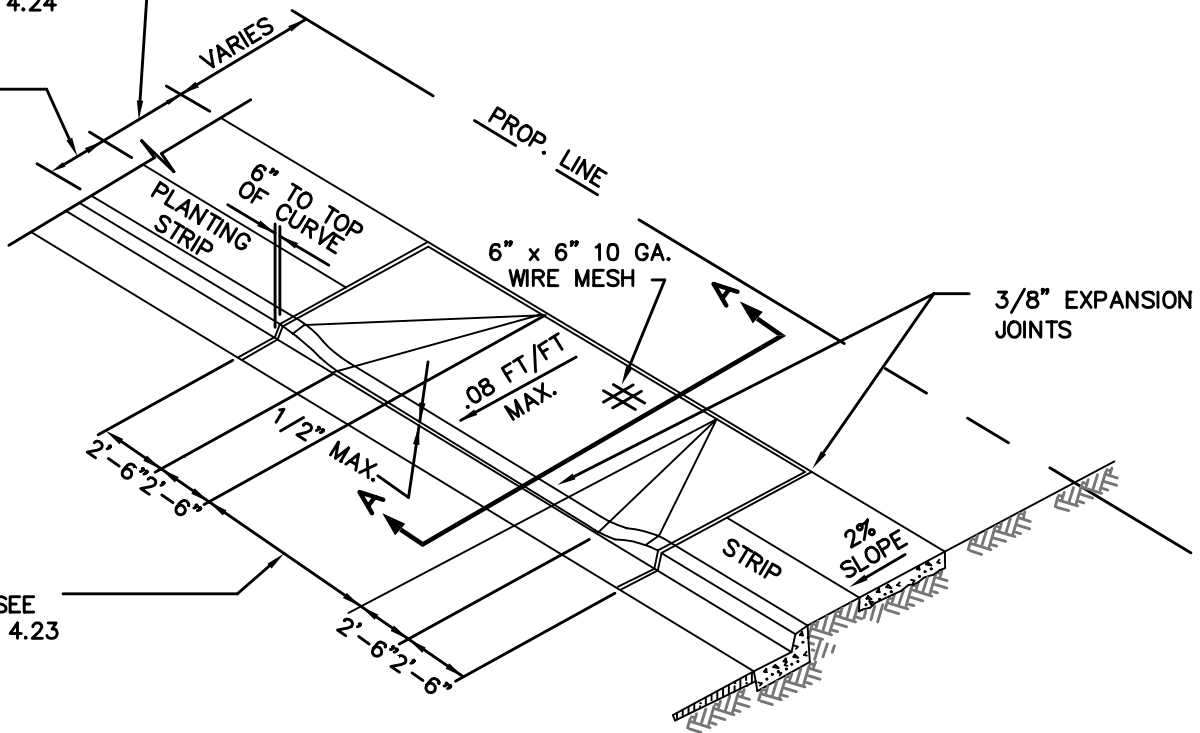 4.24
VARIES
PROP. LINE
6" TO TOP
OF CURVE
PLANTING
STRIP
6" x 6" 10 GA.
WIRE MESH
A
3/8" EXPANSION
JOINTS
.08 FT/FT
MAX.
1/2" MAX.
2'-6"
2'-6"
A
2%
SLOPE
STRIP
SEE
4.23
2'-6"
2'-6"